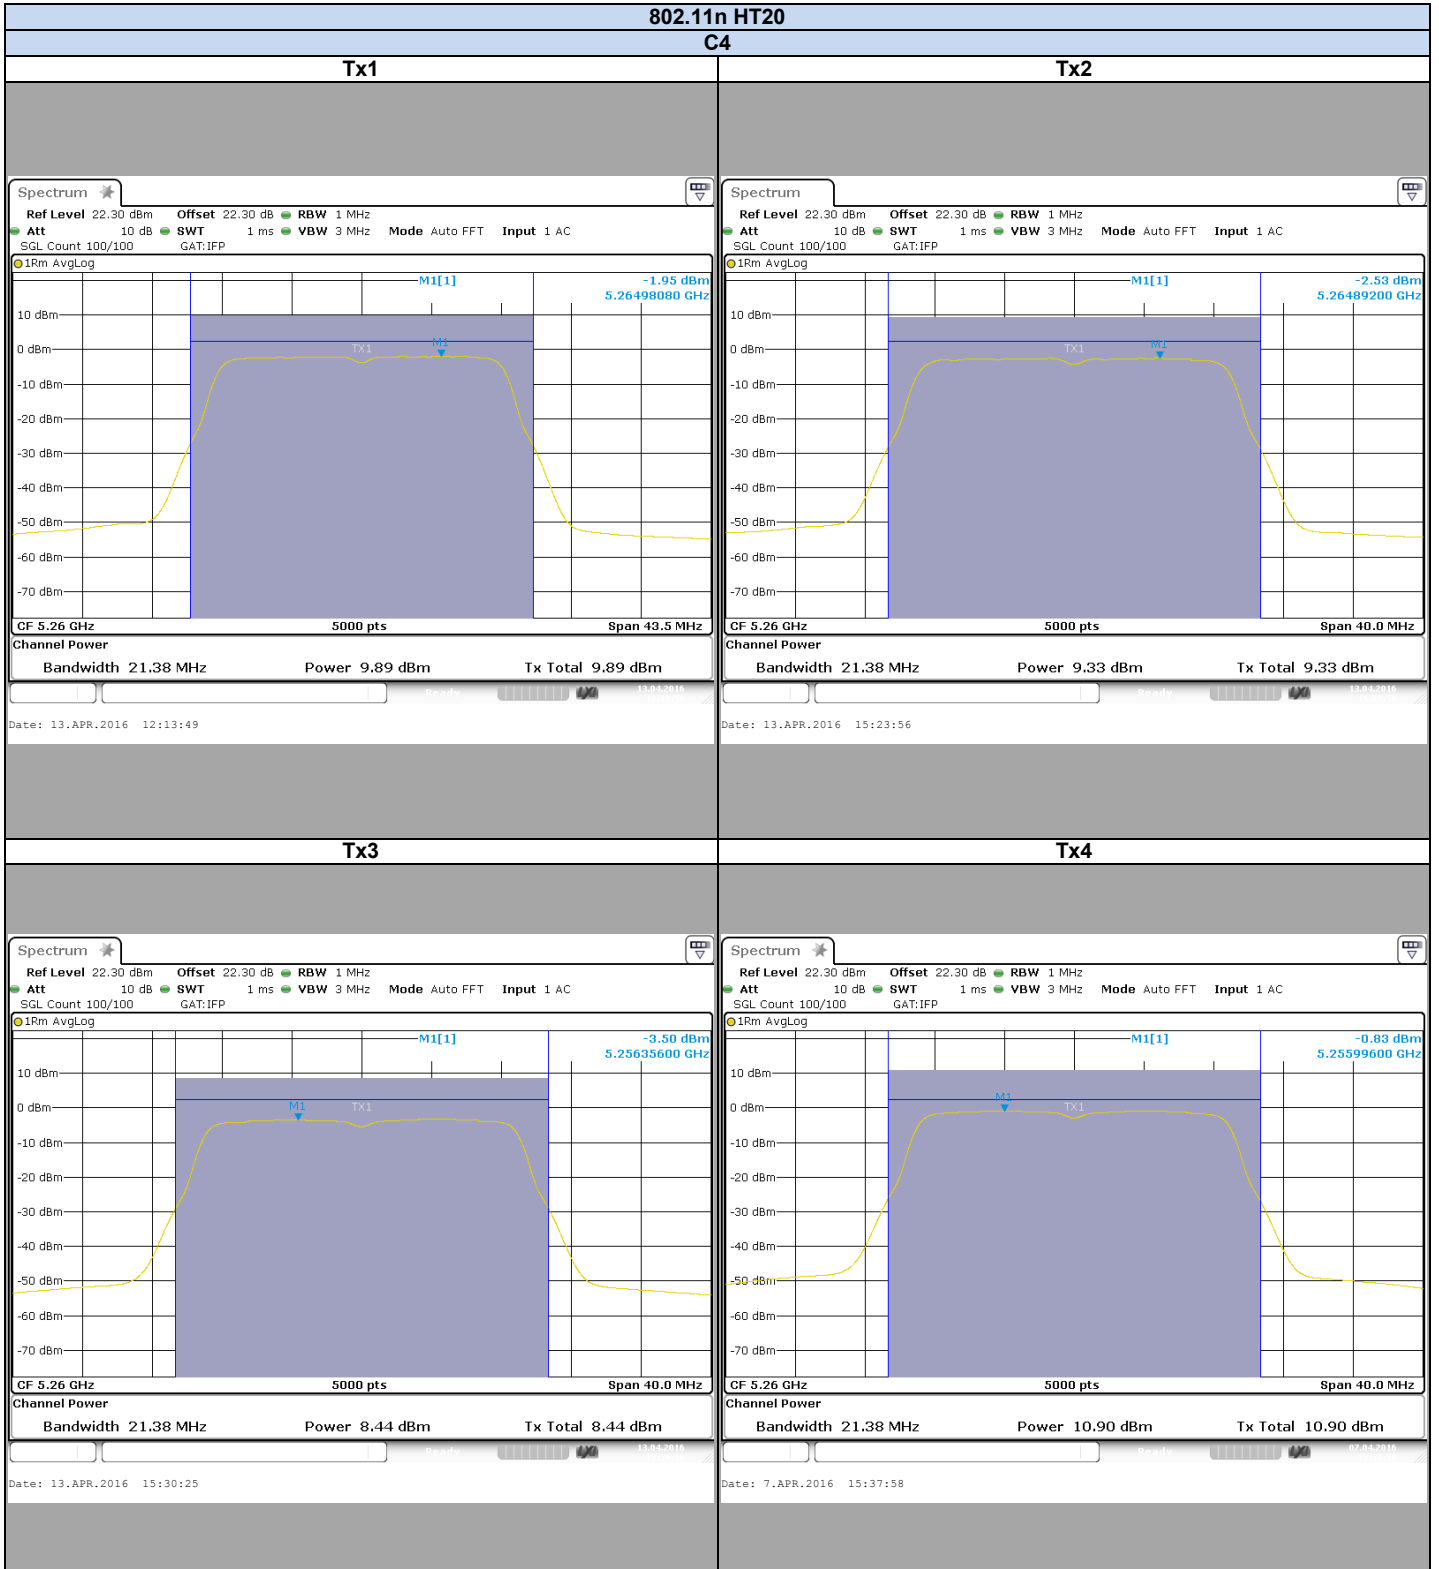 802.11n HT20
C4
Tx1
Tx2
Spectrum
Ref Level 22.30 dBm Offset 22.30 dB RBW 1 MHz
Att 10 dB SWT 1 ms VBW 3 MHz Mode Auto FFT Input 1 AC
SGL Count 100/100 GAT:IFP
1Rm AvgLog
M1[1] -1.95 dBm
5.26498080 GHz
10 dBm
0 dBm
TX1
M1
-10 dBm
-20 dBm
-30 dBm
-40 dBm
-50 dBm
-60 dBm
-70 dBm
CF 5.26 GHz 5000 pts Span 43.5 MHz
Channel Power
Bandwidth 21.38 MHz Power 9.89 dBm Tx Total 9.89 dBm
Ready 13.04.2016
Date: 13.APR.2016 12:13:49
Spectrum
Ref Level 22.30 dBm Offset 22.30 dB RBW 1 MHz
Att 10 dB SWT 1 ms VBW 3 MHz Mode Auto FFT Input 1 AC
SGL Count 100/100 GAT:IFP
1Rm AvgLog
M1[1] -2.53 dBm
5.26489200 GHz
10 dBm
0 dBm
TX1
M1
-10 dBm
-20 dBm
-30 dBm
-40 dBm
-50 dBm
-60 dBm
-70 dBm
CF 5.26 GHz 5000 pts Span 40.0 MHz
Channel Power
Bandwidth 21.38 MHz Power 9.33 dBm Tx Total 9.33 dBm
Ready 13.04.2016
Date: 13.APR.2016 15:23:56
Tx3
Tx4
Spectrum
Ref Level 22.30 dBm Offset 22.30 dB RBW 1 MHz
Att 10 dB SWT 1 ms VBW 3 MHz Mode Auto FFT Input 1 AC
SGL Count 100/100 GAT:IFP
1Rm AvgLog
M1[1] -3.50 dBm
5.25635600 GHz
10 dBm
0 dBm
M1
TX1
-10 dBm
-20 dBm
-30 dBm
-40 dBm
-50 dBm
-60 dBm
-70 dBm
CF 5.26 GHz 5000 pts Span 40.0 MHz
Channel Power
Bandwidth 21.38 MHz Power 8.44 dBm Tx Total 8.44 dBm
Ready 13.04.2016
Date: 13.APR.2016 15:30:25
Spectrum
Ref Level 22.30 dBm Offset 22.30 dB RBW 1 MHz
Att 10 dB SWT 1 ms VBW 3 MHz Mode Auto FFT Input 1 AC
SGL Count 100/100 GAT:IFP
1Rm AvgLog
M1[1] -0.83 dBm
5.25599600 GHz
10 dBm
0 dBm
M1
TX1
-10 dBm
-20 dBm
-30 dBm
-40 dBm
-50 dBm
-60 dBm
-70 dBm
CF 5.26 GHz 5000 pts Span 40.0 MHz
Channel Power
Bandwidth 21.38 MHz Power 10.90 dBm Tx Total 10.90 dBm
Ready 07.04.2016
Date: 7.APR.2016 15:37:58